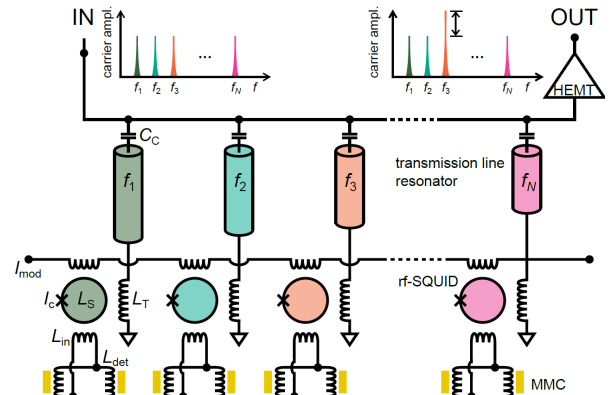 IN
OUT
carrier ampl.
f1 f2 f3 ... fN f
carrier ampl.
f1 f2 f3 ... fN f
HEMT
CC
f1
f2
f3
transmission line
resonator
fN
Imod
rf-SQUID
Ic
LS
LT
Lin
Ldet
MMC